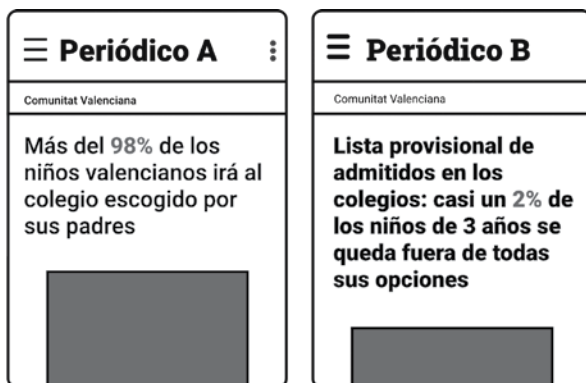 Periódico A
Comunitat Valenciana
Más del 98% de los
niños valencianos irá al
colegio escogido por
sus padres
Periódico B
Comunitat Valenciana
Lista provisional de
admitidos en los
colegios: casi un 2% de
los niños de 3 años se
queda fuera de todas
sus opciones